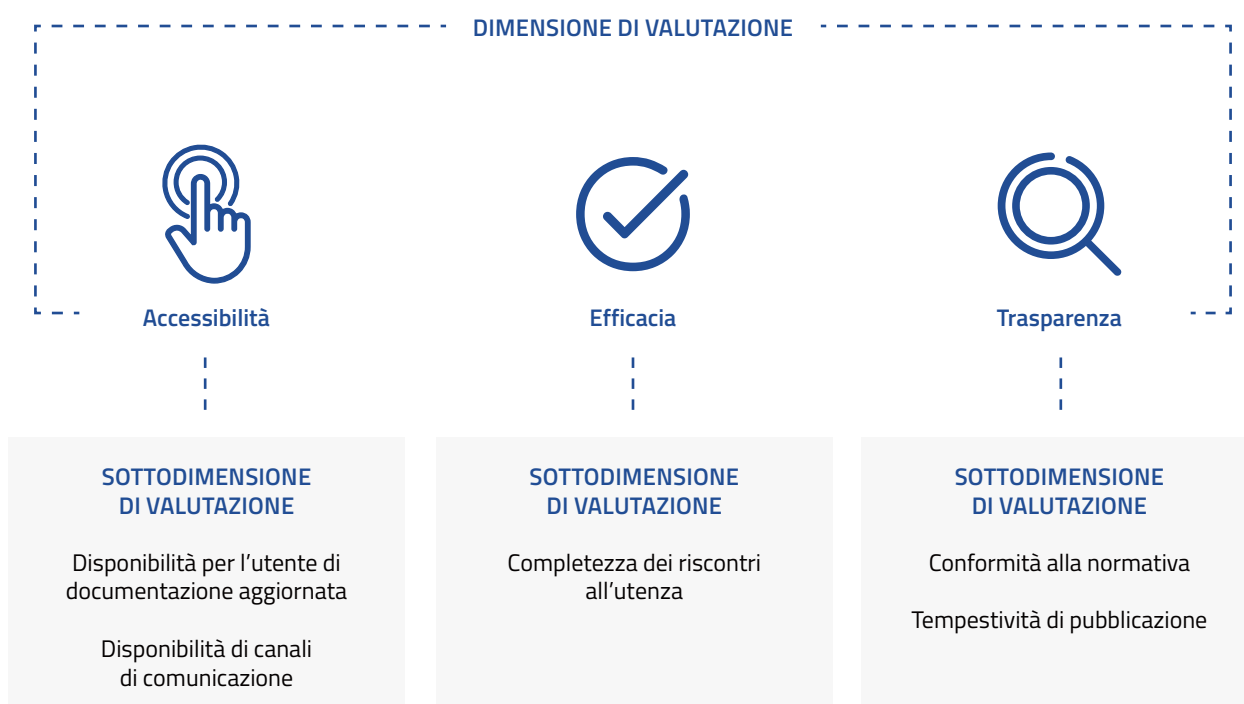 DIMENSIONE DI VALUTAZIONE
Accessibilità
Efficacia
Trasparenza
SOTTODIMENSIONE
DI VALUTAZIONE
Disponibilità per l’utente di
documentazione aggiornata
Disponibilità di canali
di comunicazione
SOTTODIMENSIONE
DI VALUTAZIONE
Completezza dei riscontri
all’utenza
SOTTODIMENSIONE
DI VALUTAZIONE
Conformità alla normativa
Tempestività di pubblicazione